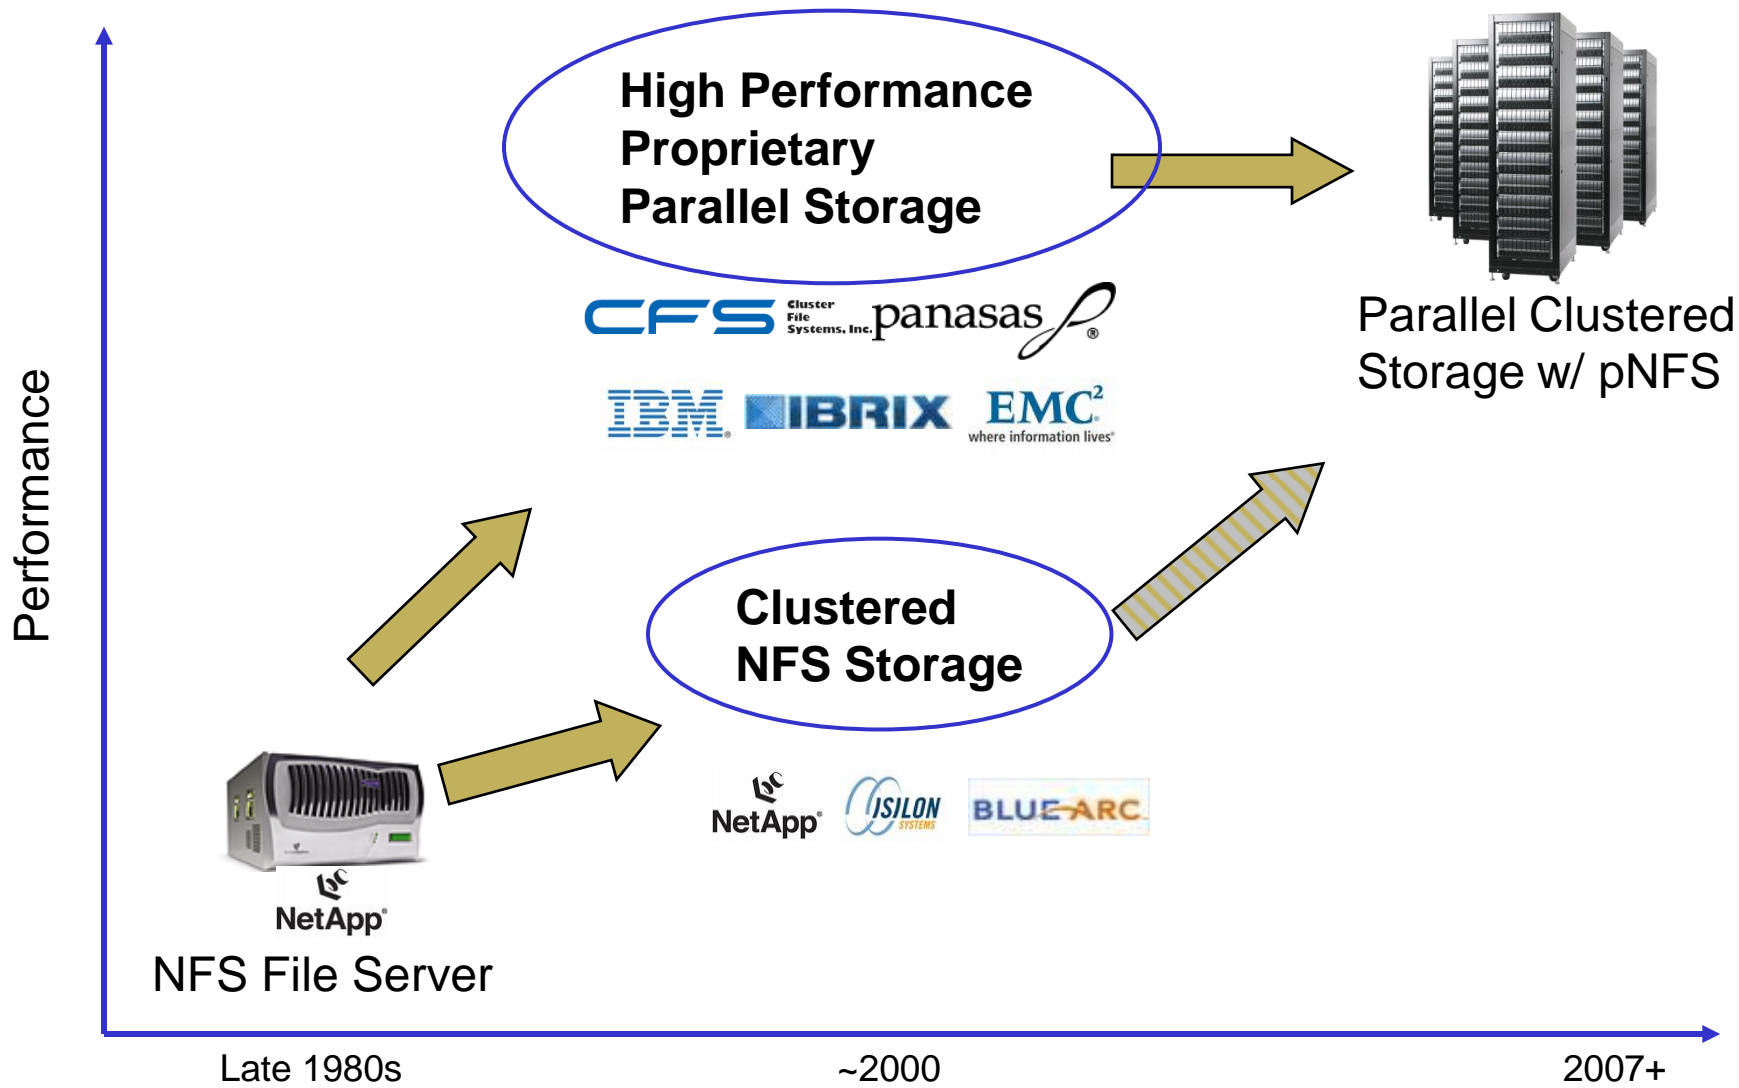 High Performance
Proprietary
Parallel Storage
CFS Cluster
File
Systems, Inc.
panasas®
Parallel Clustered
Storage w/ pNFS
IBM®
IBRIX
EMC²
where information lives®
Performance
Clustered
NFS Storage
NetApp®
ISILON
SYSTEMS
BLUEARC
NetApp®
NFS File Server
Late 1980s
~2000
2007+